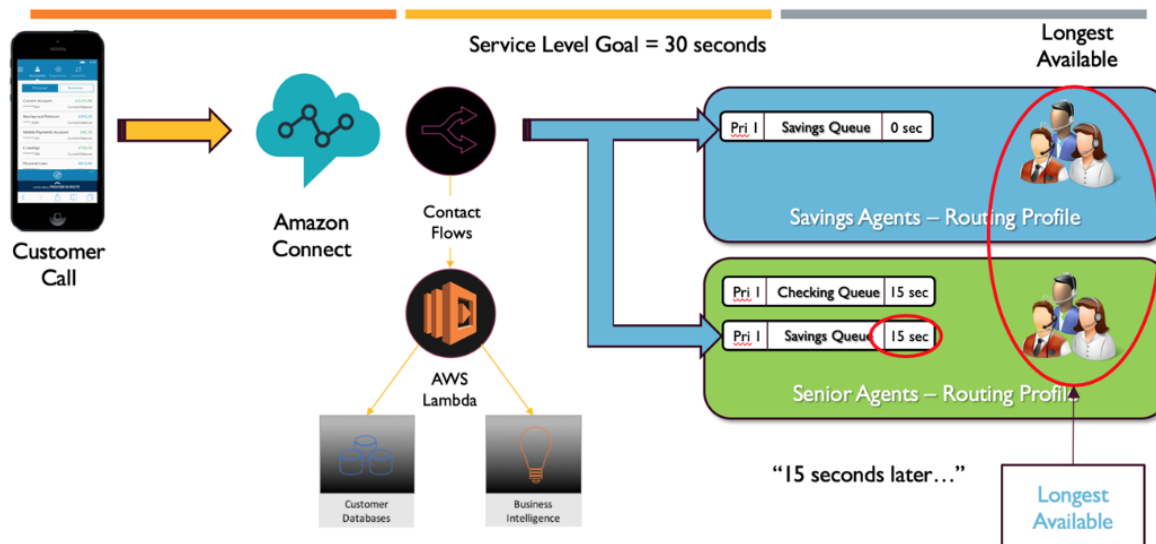 Service Level Goal = 30 seconds
Longest
Available
Customer
Call
Amazon
Connect
Contact
Flows
AWS
Lambda
Customer
Databases
Business
Intelligence
Pri 1 Savings Queue 0 sec
Savings Agents – Routing Profile
Pri 1 Checking Queue 15 sec
Pri 1 Savings Queue 15 sec
Senior Agents – Routing Profile
“15 seconds later…”
Longest
Available